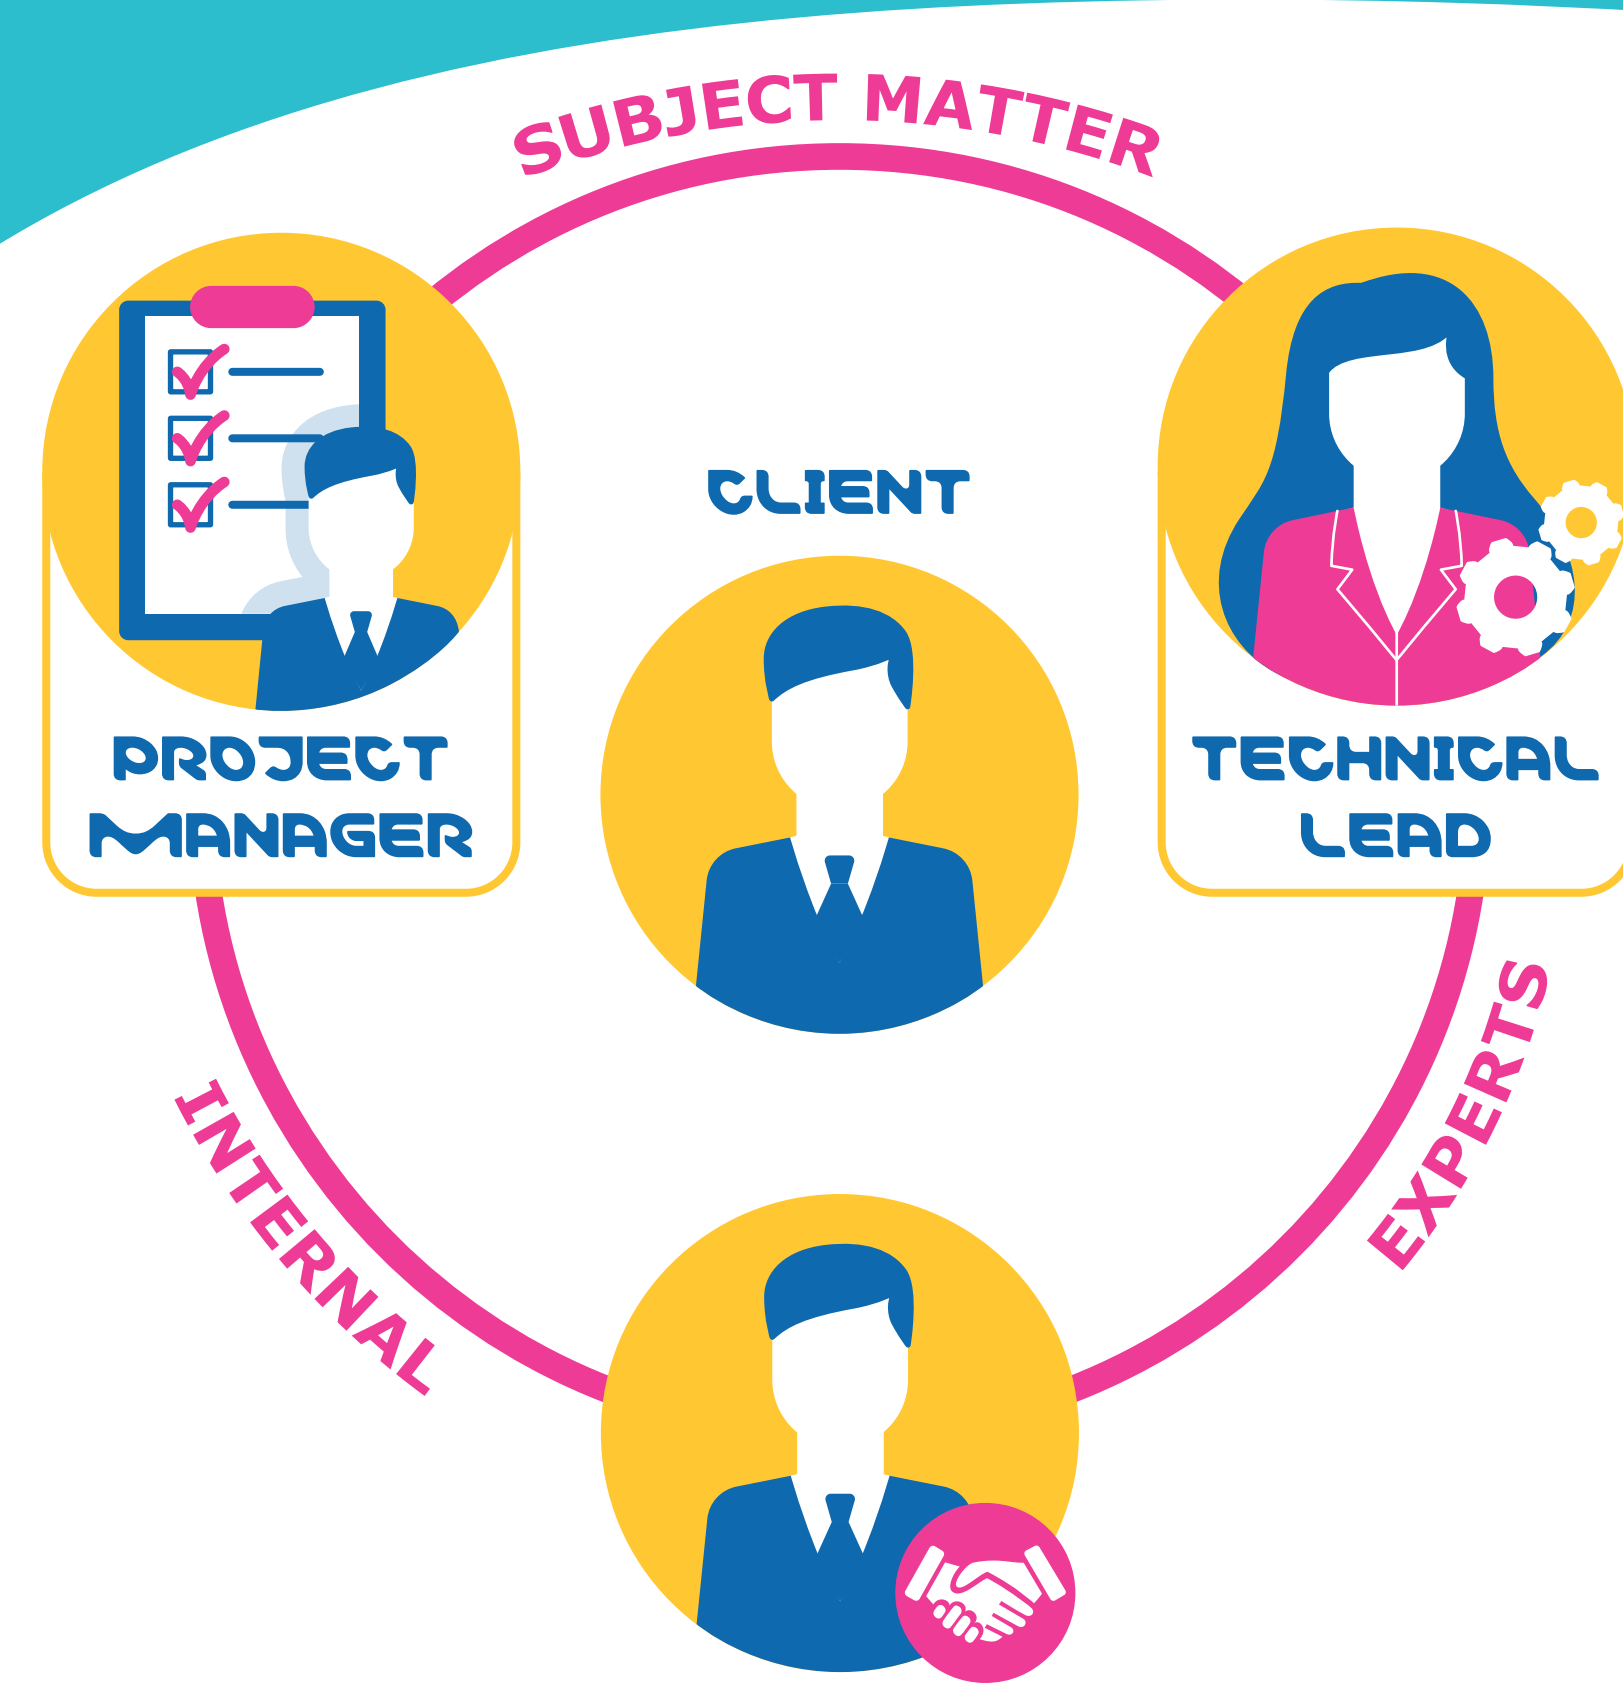 SUBJECT MATTER
CLIENT
PROJECT
MANAGER
TECHNICAL
LEAD
INTERNAL
EXPERTS